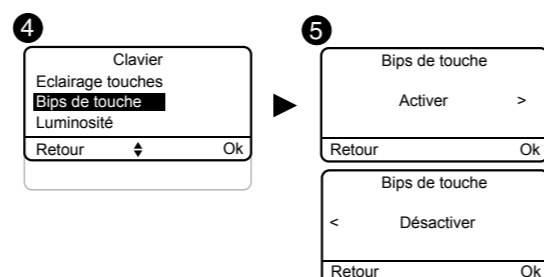 4
Clavier
Eclairage touches
Bips de touche
Luminosité
Retour Ok
5
Bips de touche
Activer >
Retour Ok
Bips de touche
< Désactiver
Retour Ok